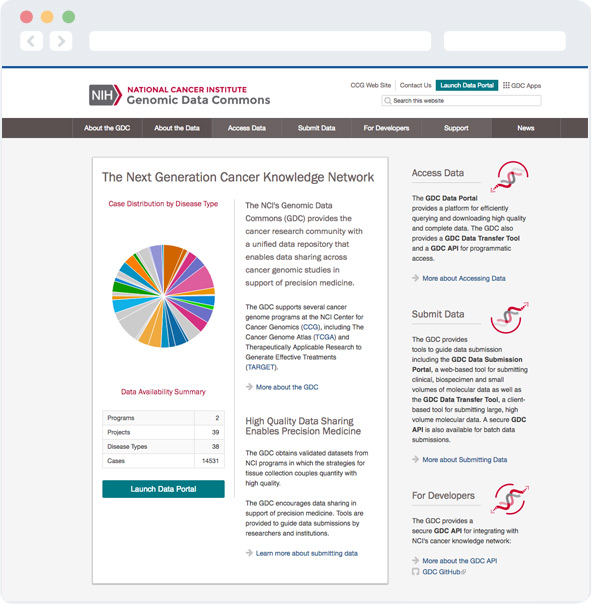 CCG Web Site
Contact Us
Launch Data Portal
GDC Apps
NIH
NATIONAL CANCER INSTITUTE
Genomic Data Commons
Search this website
About the GDC
About the Data
Access Data
Submit Data
For Developers
Support
News
The Next Generation Cancer Knowledge Network
Case Distribution by Disease Type
Data Availability Summary
Programs 2
Projects 39
Disease Types 38
Cases 14531
Launch Data Portal
The NCI's Genomic Data
Commons (GDC) provides the
cancer research community with
a unified data repository that
enables data sharing across
cancer genomic studies in
support of precision medicine.
The GDC supports several cancer
genome programs at the NCI Center for
Cancer Genomics (CCG), including The
Cancer Genome Atlas (TCGA) and
Therapeutically Applicable Research to
Generate Effective Treatments
(TARGET).
More about the GDC
High Quality Data Sharing
Enables Precision Medicine
The GDC obtains validated datasets from
NCI programs in which the strategies for
tissue collection couples quantity with
high quality.
The GDC encourages data sharing in
support of precision medicine. Tools are
provided to guide data submissions by
researchers and institutions.
Learn more about submitting data
Access Data
The GDC Data Portal
provides a platform for efficiently
querying and downloading high quality
and complete data. The GDC also
provides a GDC Data Transfer Tool
and a GDC API for programmatic
access.
More about Accessing Data
Submit Data
The GDC provides
tools to guide data submission
including the GDC Data Submission
Portal, a web-based tool for submitting
clinical, biospecimen and small
volumes of molecular data as well as
the GDC Data Transfer Tool, a client-
based tool for submitting large, high
volume molecular data. A secure GDC
API is also available for batch data
submissions.
More about Submitting Data
For Developers
The GDC provides a
secure GDC API for integrating with
NCI's cancer knowledge network:
More about the GDC API
GDC GitHub